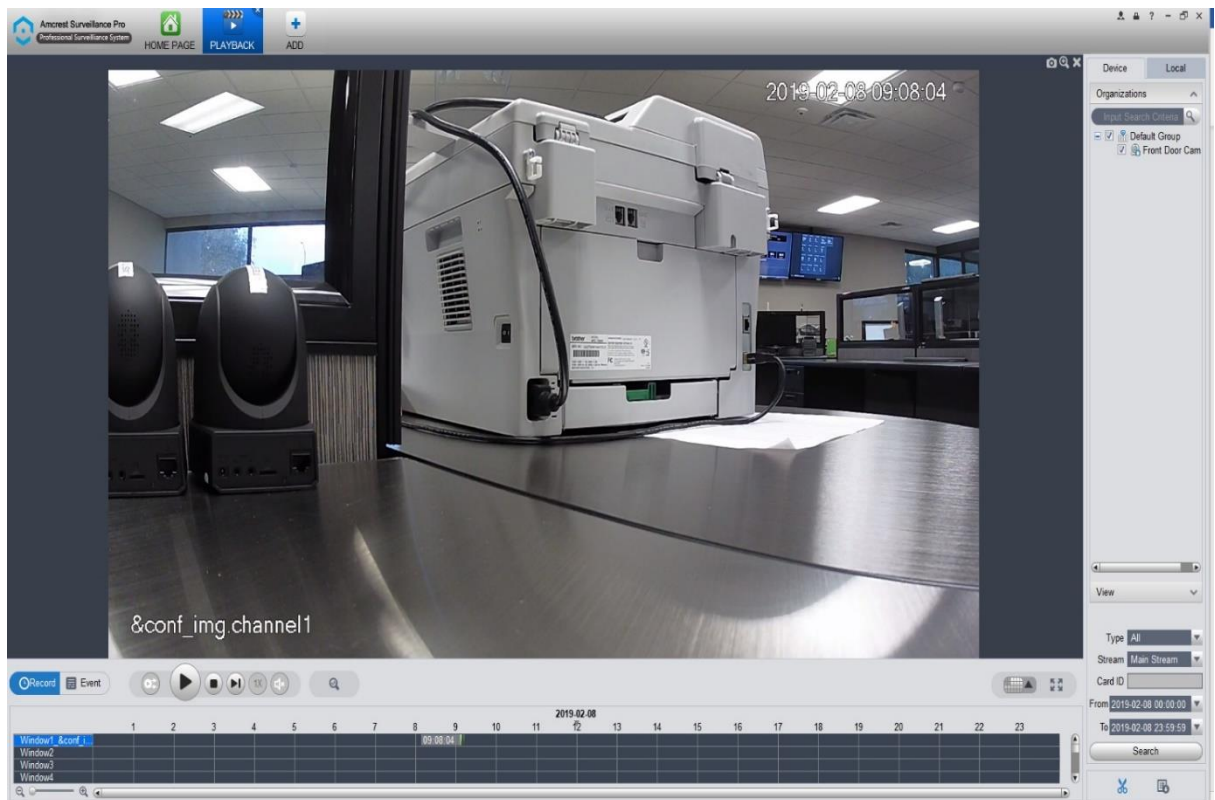 Amcrest Surveillance Pro
Professional Surveillance System
HOME PAGE
PLAYBACK
ADD
2019-02-08 09:08:04
brother
&conf_img.channel1
Device Local
Organizations
Input Search Criteria
Default Group
Front Door Cam
View
Type All
Stream Main Stream
Card ID
From 2019-02-08 00:00:00
To 2019-02-08 23:59:59
Search
Record Event
1X
2019-02-08
1 2 3 4 5 6 7 8 9 10 11 12 13 14 15 16 17 18 19 20 21 22 23
Window1_&conf_i...
09:08:04
Window2
Window3
Window4